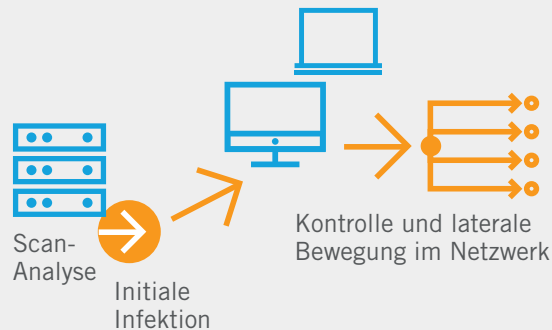 Scan-
Analyse
Initiale
Infektion
Kontrolle und laterale
Bewegung im Netzwerk